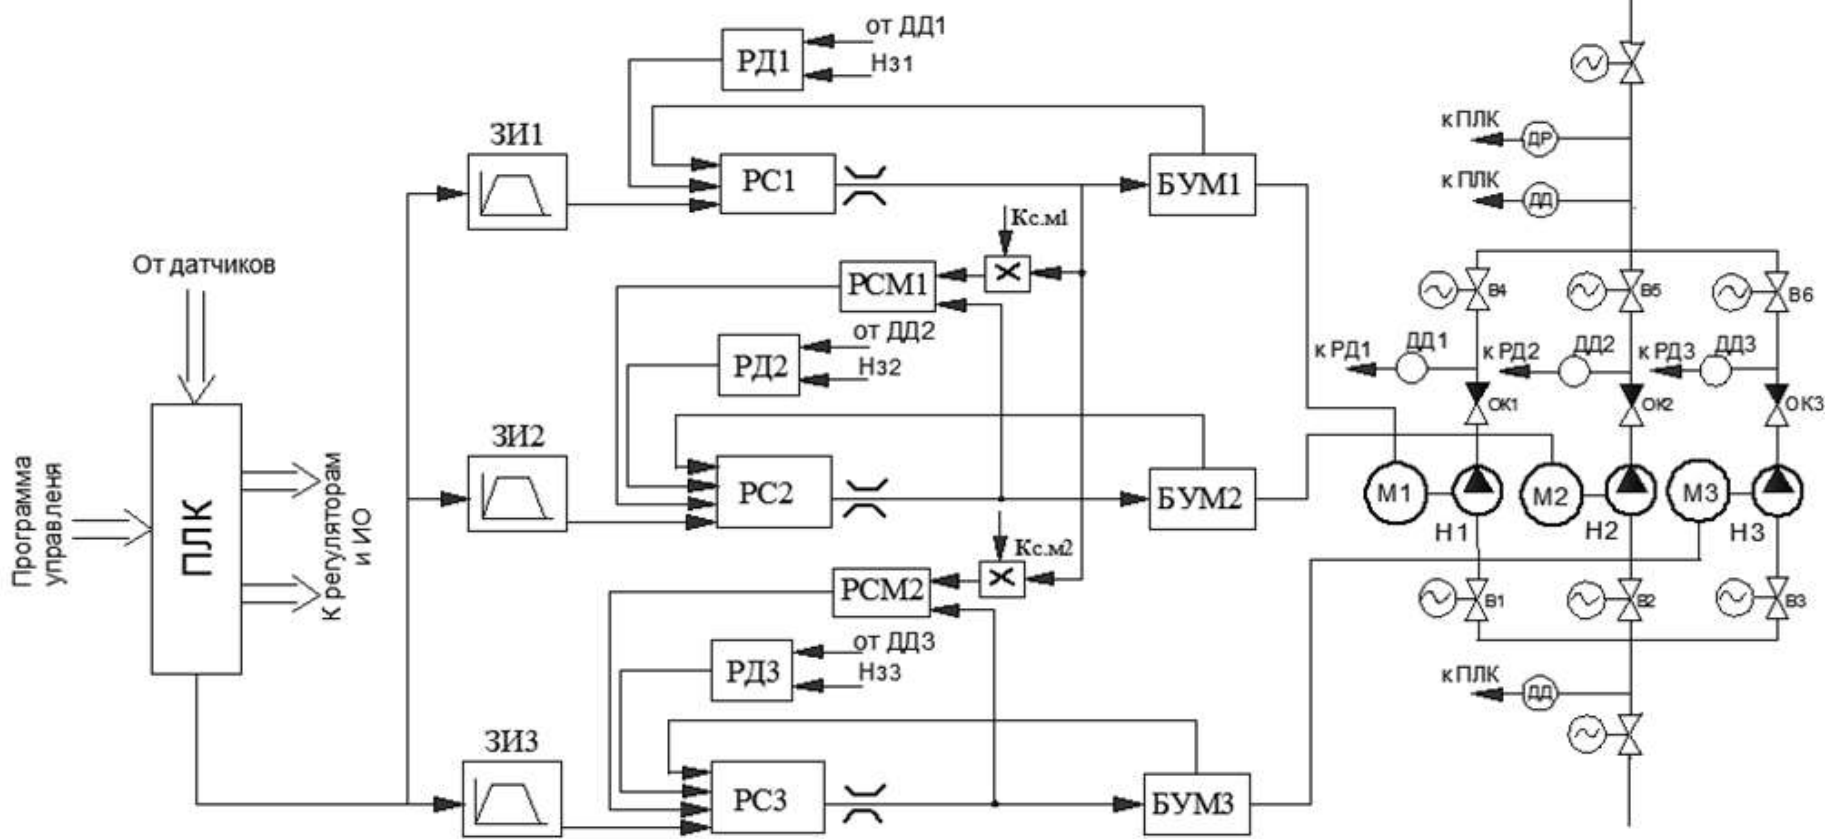 от ДД1
РД1
Нз1
ЗИ1
РС1
БУМ1
Кс.м1
РСМ1
от ДД2
РД2
Нз2
ЗИ2
РС2
БУМ2
Кс.м2
РСМ2
от ДД3
РД3
Нз3
ЗИ3
РС3
БУМ3
От датчиков
Программа
управленя
ПЛК
К регуляторам
и ИО
к ПЛК
ДР
к ПЛК
ДД
В4
В5
В6
к РД1
ДД1
к РД2
ДД2
к РД3
ДД3
ОК1
ОК2
ОК3
М1
М2
М3
Н1
Н2
Н3
В1
В2
В3
к ПЛК
ДД